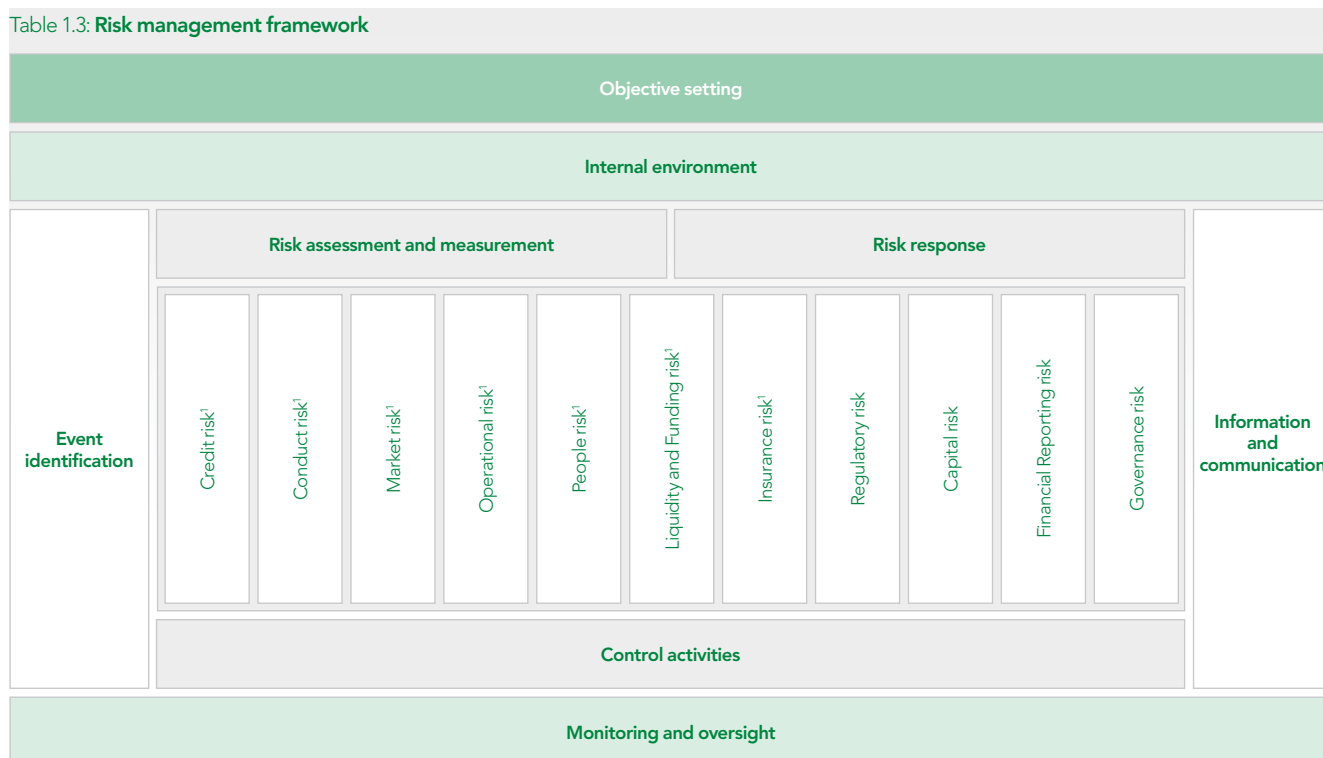 Table 1.3: Risk management framework
Objective setting
Internal environment
Event
identification
Risk assessment and measurement
Risk response
Credit risk¹
Conduct risk¹
Market risk¹
Operational risk¹
People risk¹
Liquidity and Funding risk¹
Insurance risk¹
Regulatory risk
Capital risk
Financial Reporting risk
Governance risk
Information
and
communication
Control activities
Monitoring and oversight